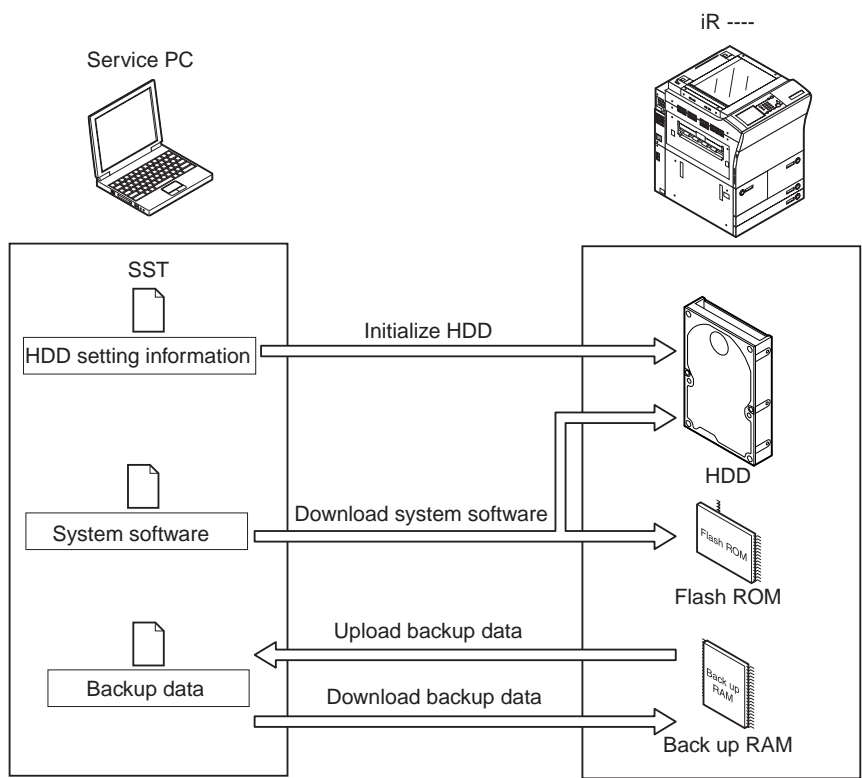 iR ----
Service PC
SST
HDD setting information
Initialize HDD
HDD
System software
Download system software
Flash ROM
Flash ROM
Upload backup data
Backup data
Download backup data
Back up
RAM
Back up RAM